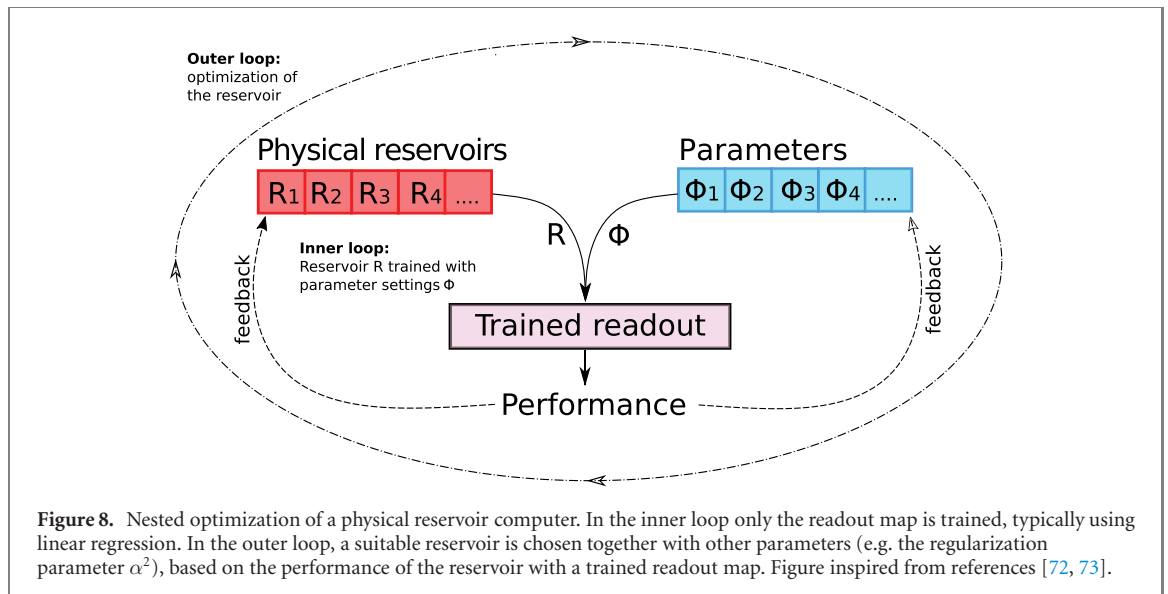 Outer loop:
optimization of
the reservoir
Physical reservoirs
Parameters
R1 R2 R3 R4 ....
Φ1 Φ2 Φ3 Φ4 ....
R Φ
Inner loop:
Reservoir R trained with
parameter settings Φ
feedback
feedback
Trained readout
Performance
Figure 8. Nested optimization of a physical reservoir computer. In the inner loop only the readout map is trained, typically using
linear regression. In the outer loop, a suitable reservoir is chosen together with other parameters (e.g. the regularization
parameter α²), based on the performance of the reservoir with a trained readout map. Figure inspired from references [72, 73].